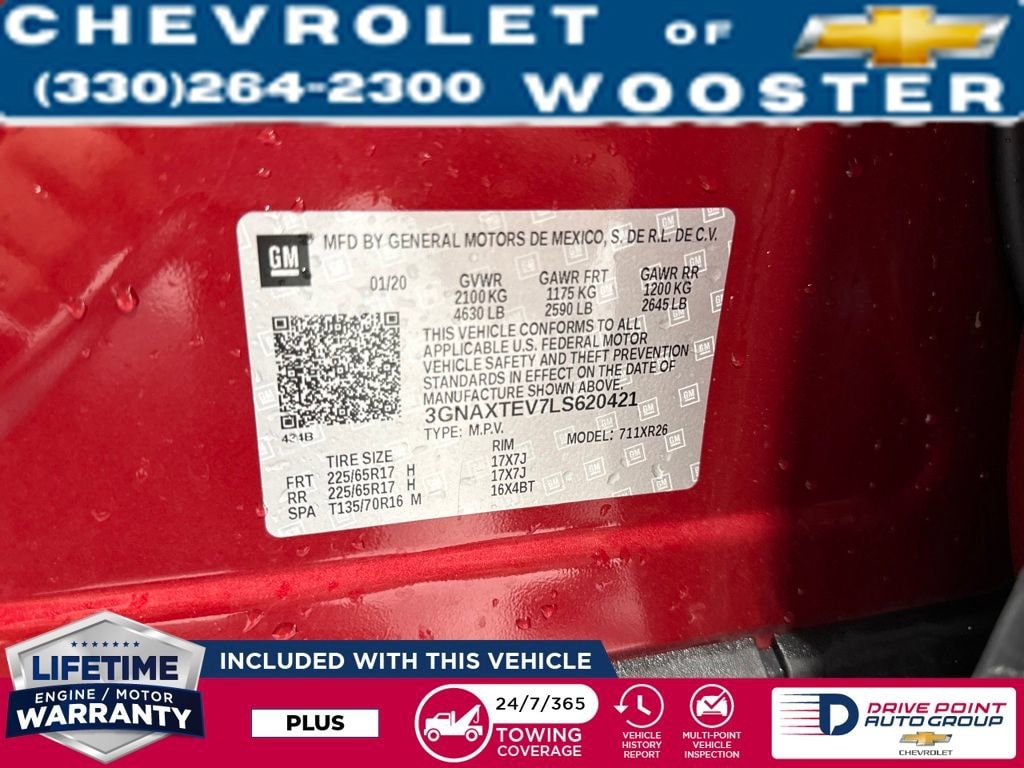 CHEVROLET OF
(330)264-2300 WOOSTER
GM
MFD BY GENERAL MOTORS DE MEXICO, S. DE R.L. DE C.V.
01/20 GVWR GAWR FRT GAWR RR
2100 KG 1175 KG 1200 KG
4630 LB 2590 LB 2645 LB
THIS VEHICLE CONFORMS TO ALL
APPLICABLE U.S. FEDERAL MOTOR
VEHICLE SAFETY AND THEFT PREVENTION
STANDARDS IN EFFECT ON THE DATE OF
MANUFACTURE SHOWN ABOVE.
3GNAXTEV7LS620421
424B
TYPE: M.P.V. MODEL: 711XR26
TIRE SIZE RIM
FRT 225/65R17 H 17X7J
RR 225/65R17 H 17X7J
SPA T135/70R16 M 16X4BT
LIFETIME
ENGINE / MOTOR
WARRANTY
INCLUDED WITH THIS VEHICLE
PLUS
24/7/365
TOWING
COVERAGE
VEHICLE
HISTORY
REPORT
MULTI-POINT
VEHICLE
INSPECTION
D
DRIVE POINT
AUTO GROUP
CHEVROLET